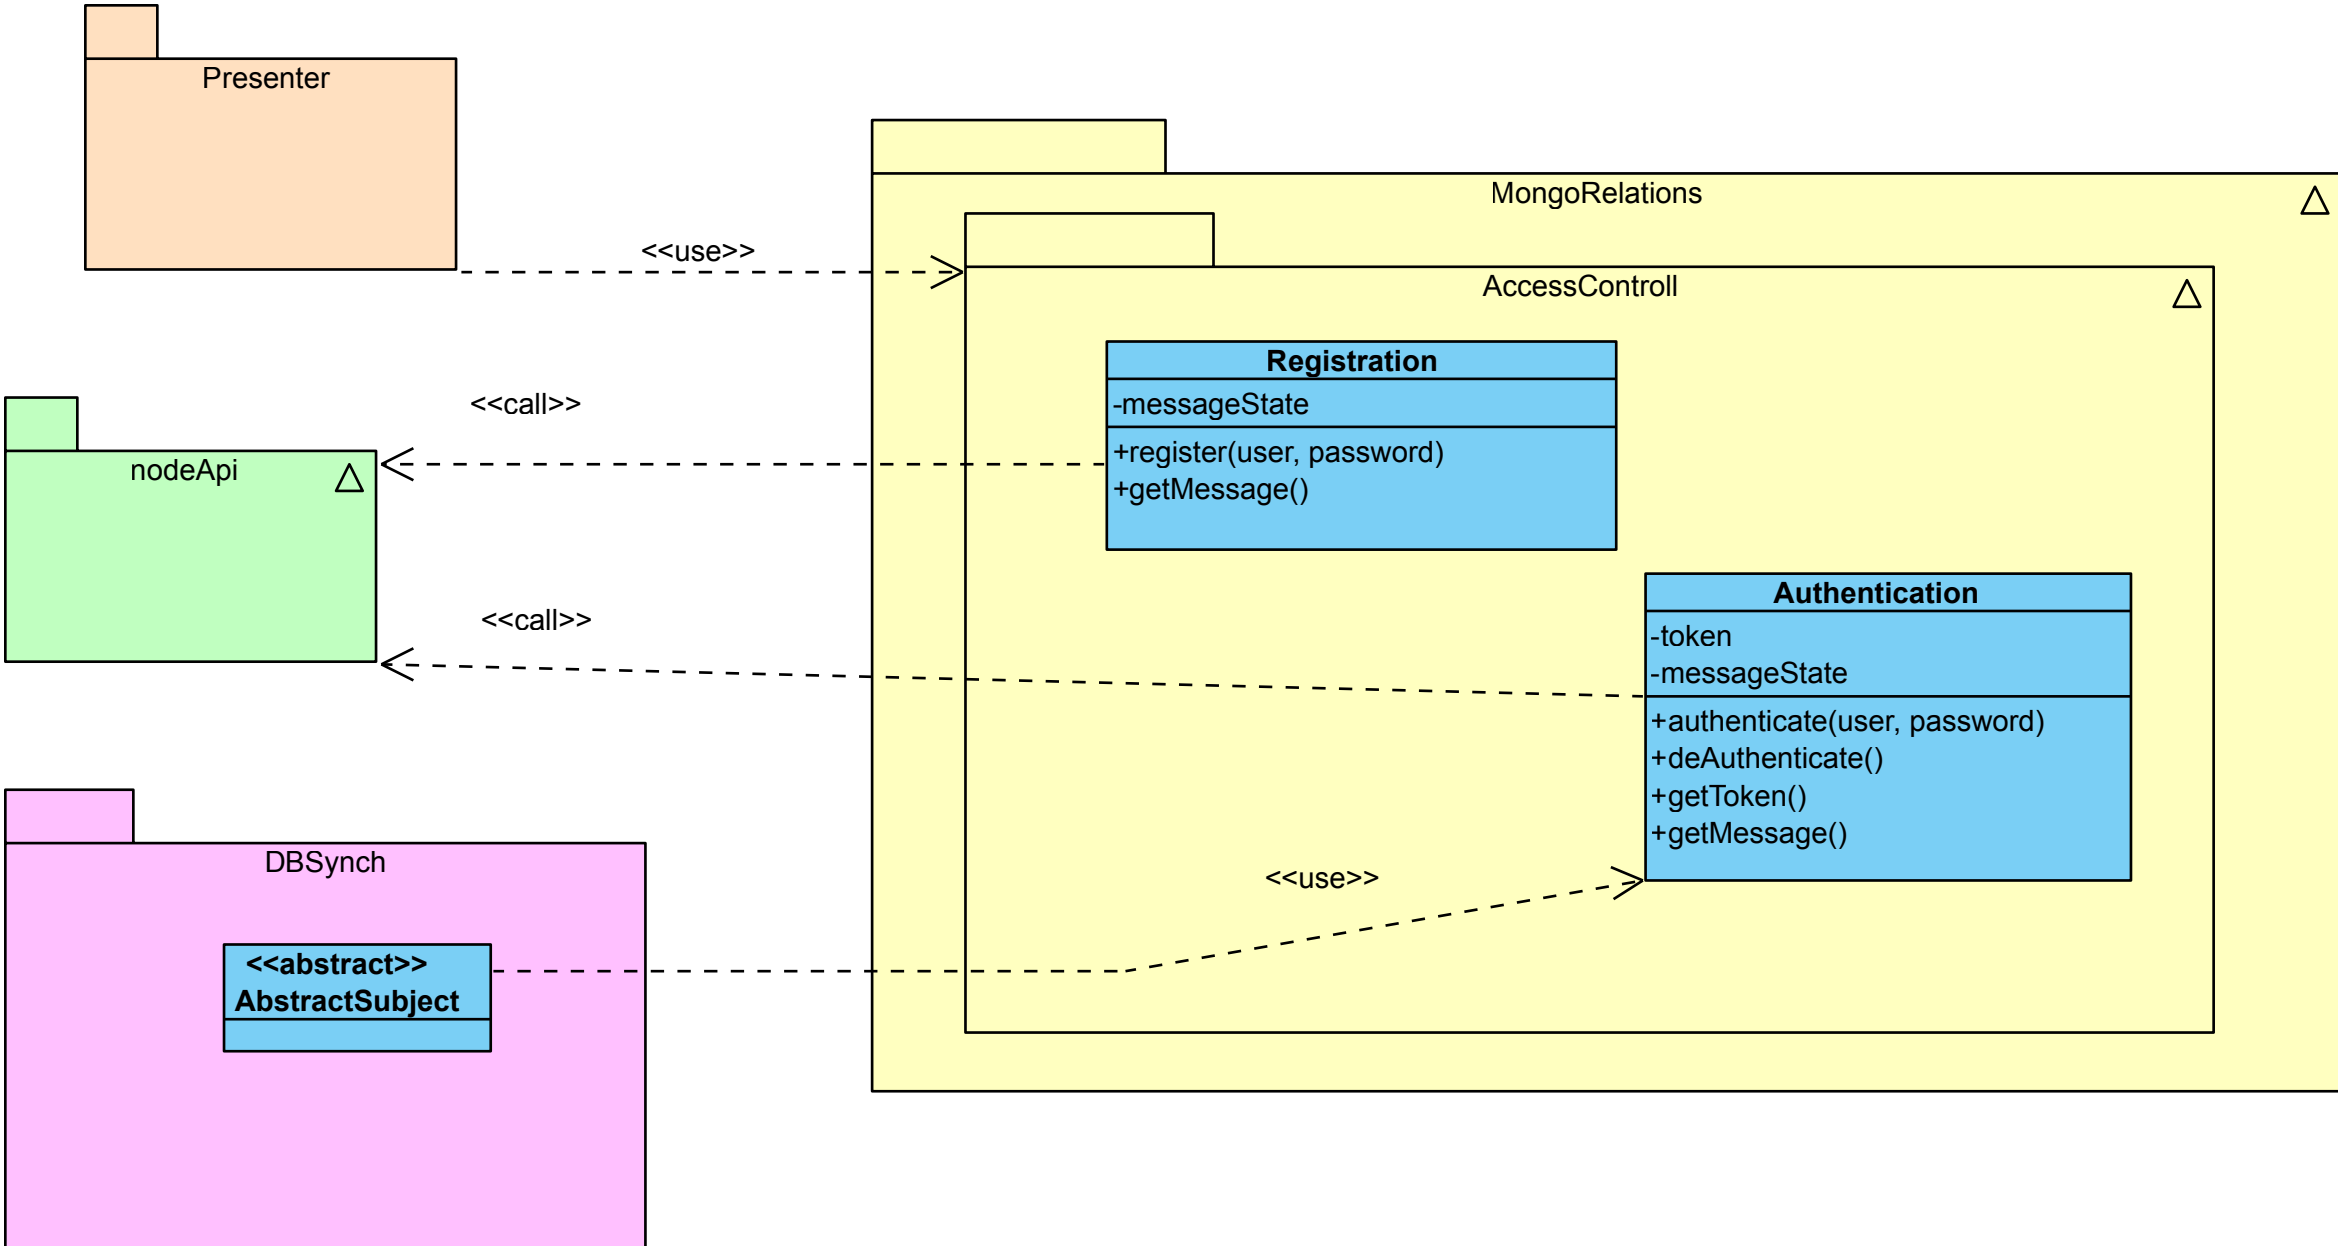 Presenter
<<use>>
MongoRelations
AccessControll
Registration
-messageState
+register(user, password)
+getMessage()
<<call>>
nodeApi
<<call>>
Authentication
-token
-messageState
+authenticate(user, password)
+deAuthenticate()
+getToken()
+getMessage()
<<use>>
DBSynch
<<abstract>>
AbstractSubject